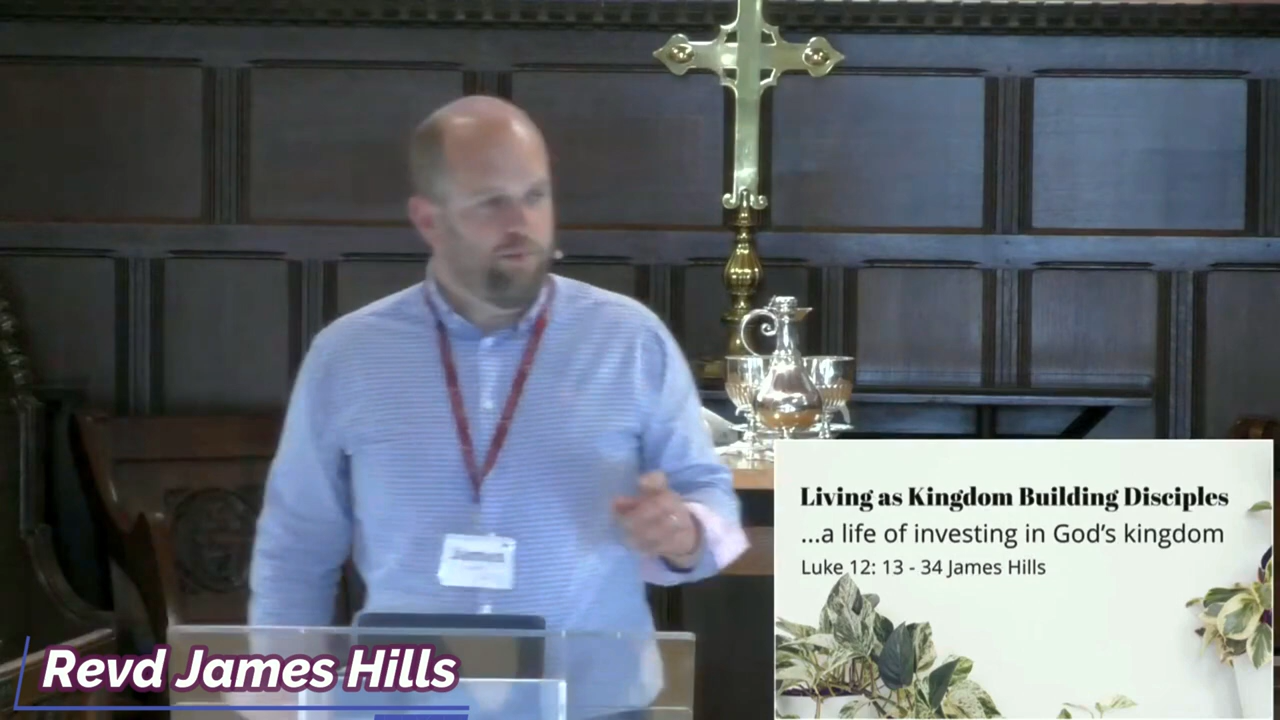 Living as Kingdom Building Disciples
...a life of investing in God's kingdom
Luke 12: 13 - 34 James Hills
Revd James Hills